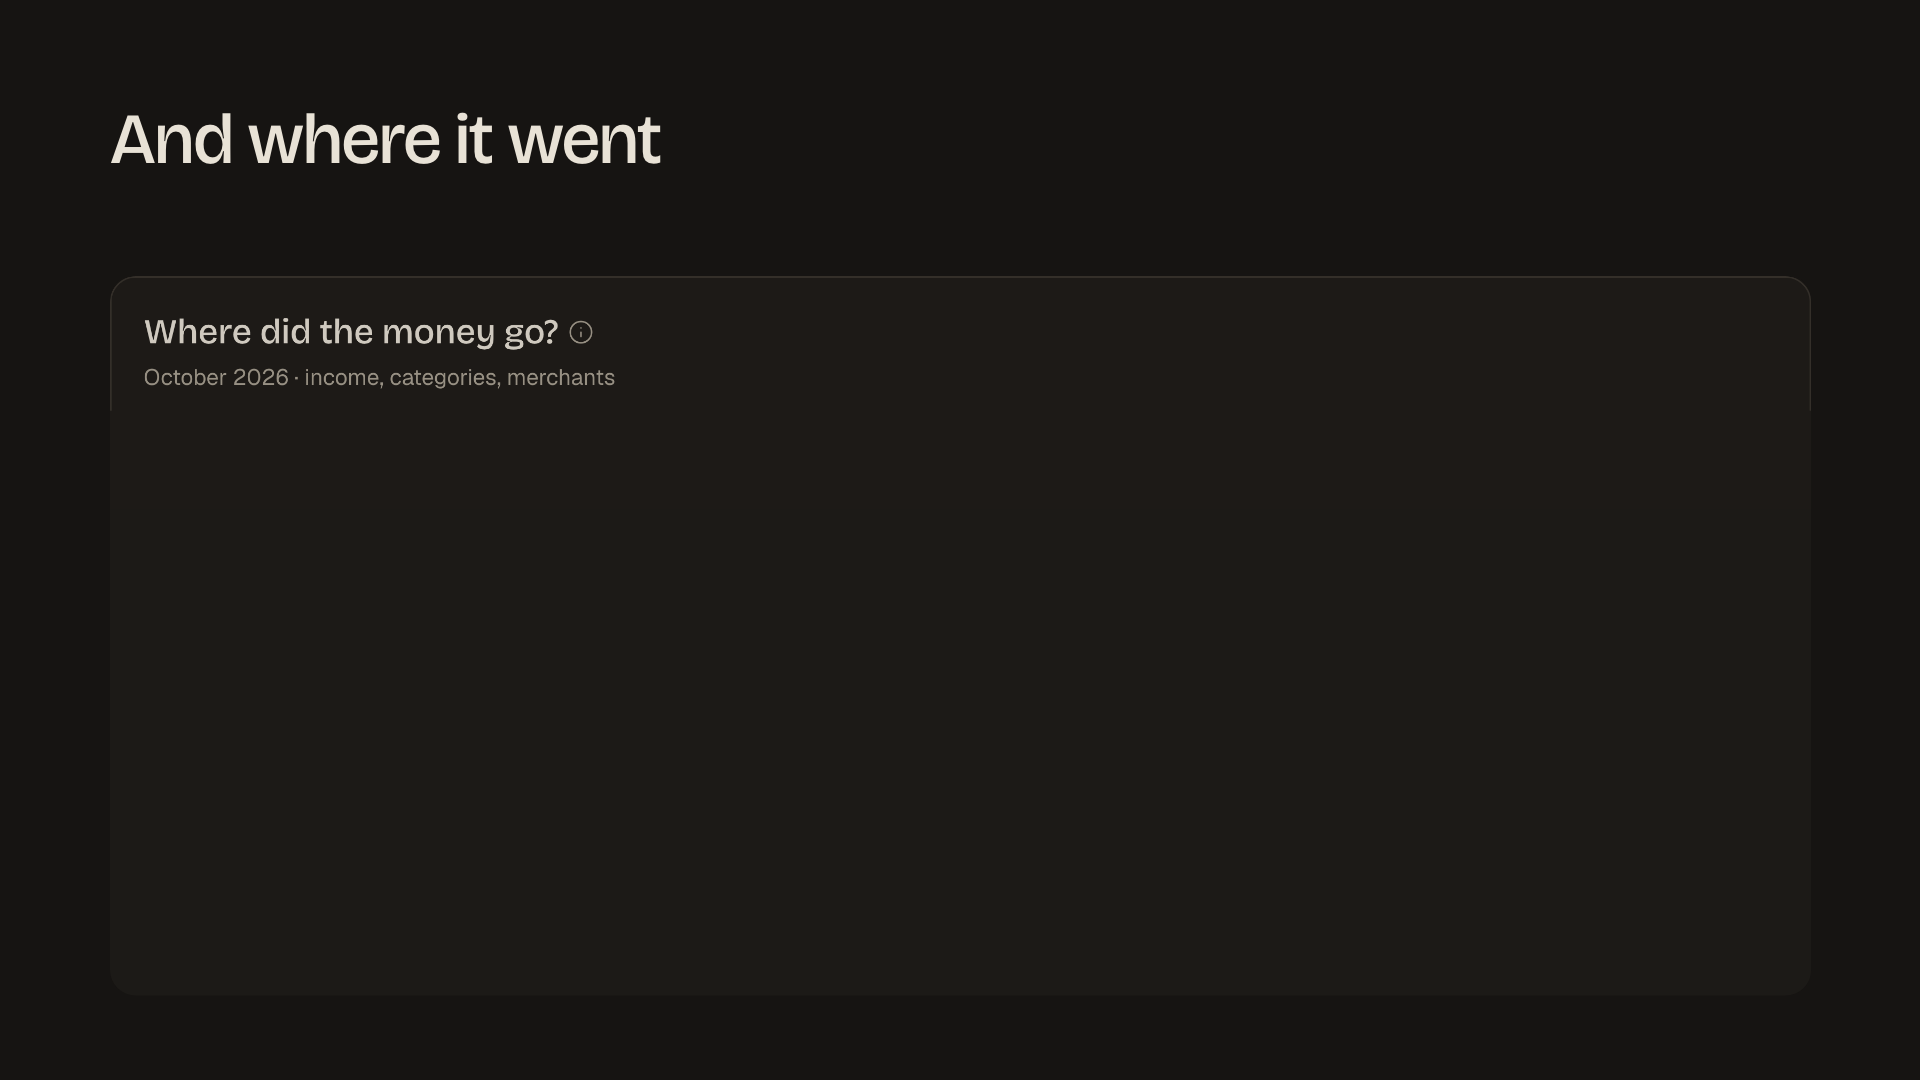 And where it went
Where did the money go?
October 2026 · income, categories, merchants